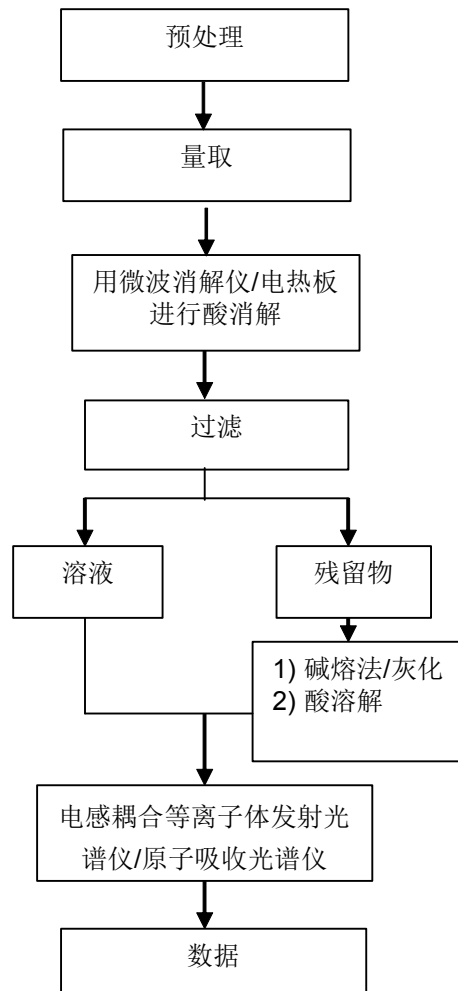 预处理
量取
用微波消解仪/电热板
进行酸消解
过滤
溶液
残留物
1) 碱熔法/灰化
2) 酸溶解
电感耦合等离子体发射光
谱仪/原子吸收光谱仪
数据